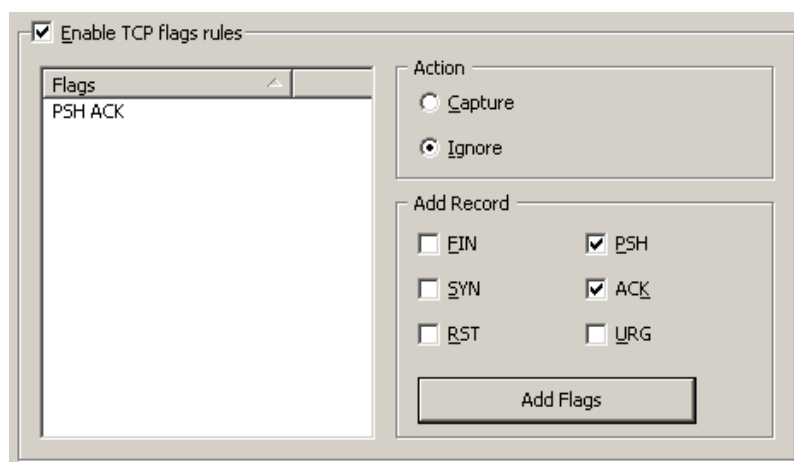 Enable TCP flags rules
Flags
PSH ACK
Action
Capture
Ignore
Add Record
FIN
PSH
SYN
ACK
RST
URG
Add Flags